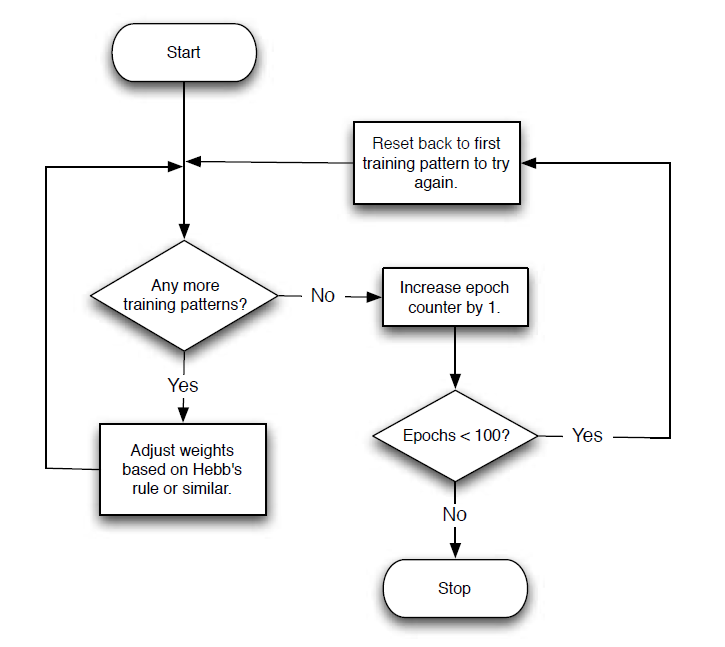 Start
Reset back to first
training pattern to try
again.
Any more
training patterns?
No
Increase epoch
counter by 1.
Yes
Epochs < 100?
Yes
Adjust weights
based on Hebb's
rule or similar.
No
Stop